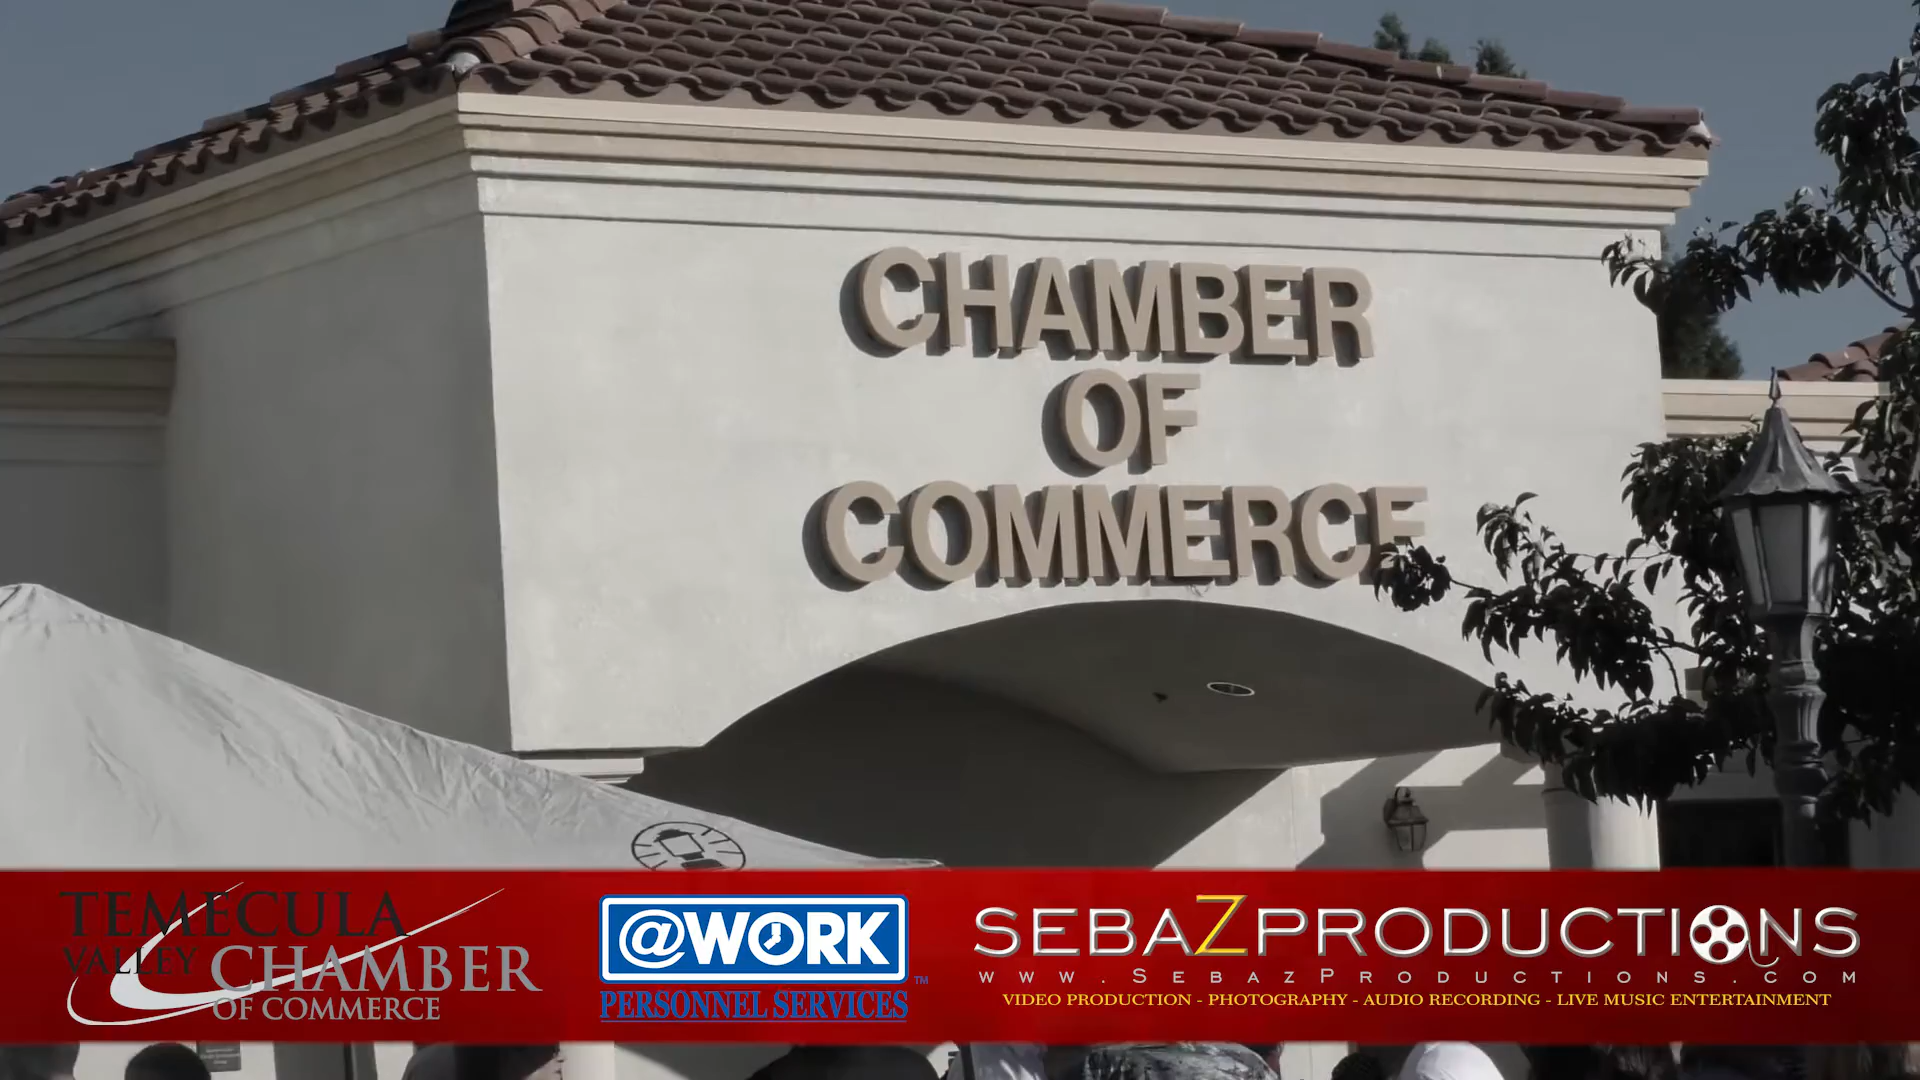 CHAMBER
OF
COMMERCE
TEMECULA
VALLEY CHAMBER
OF COMMERCE
@WORK
TM
PERSONNEL SERVICES
SEBAZPRODUCTIONS
www.SebazProductions.com
VIDEO PRODUCTION - PHOTOGRAPHY - AUDIO RECORDING - LIVE MUSIC ENTERTAINMENT